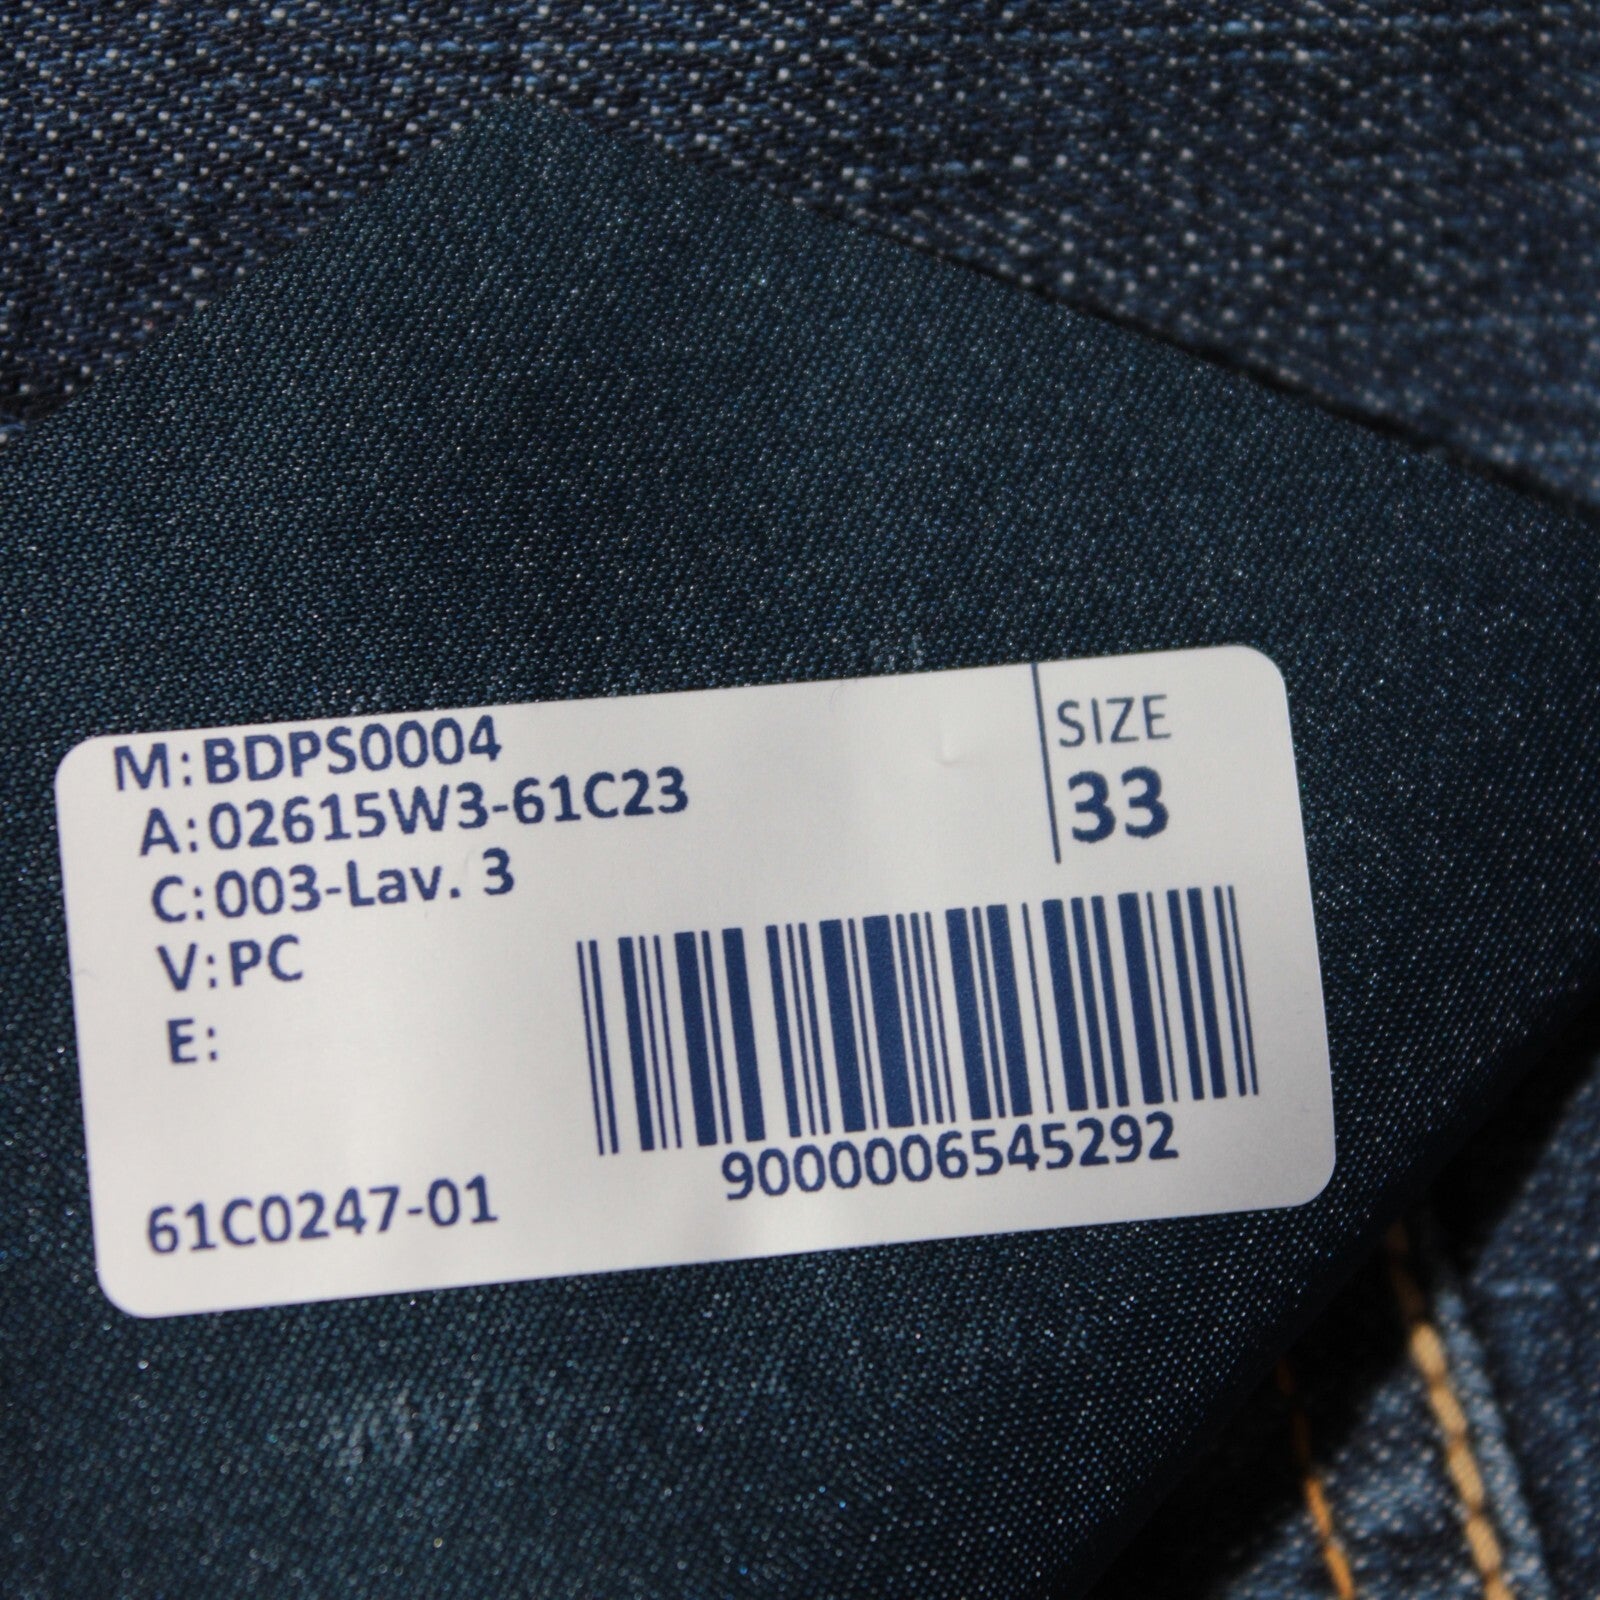 M:BDPS0004
A:02615W3-61C23
C:003-Lav. 3
V:PC
E:
SIZE
33
9000006545292
61C0247-01